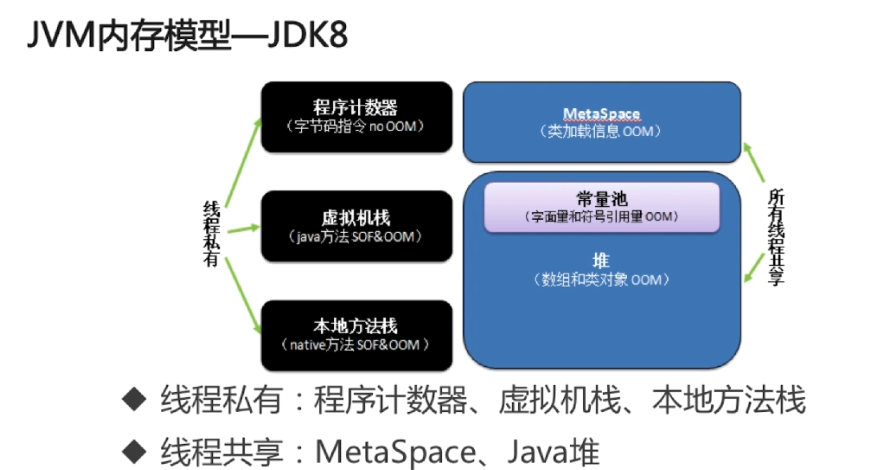 JVM内存模型—JDK8
程序计数器
（字节码指令 no OOM）
MetaSpace
（类加载信息 OOM）
线程私有
虚拟机栈
（java方法 SOF&OOM）
常量池
（字面量和符号引用量 OOM）
堆
（数组和类对象 OOM）
所有线程共享
本地方法栈
（native方法 SOF&OOM ）
◆ 线程私有：程序计数器、虚拟机栈、本地方法栈
◆ 线程共享：MetaSpace、Java堆